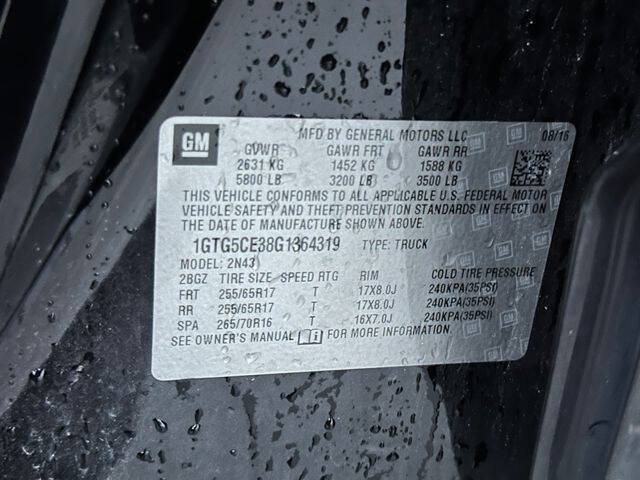 GM
MFD BY GENERAL MOTORS LLC 08/16
GVWR GAWR FRT GAWR RR
2631 KG 1452 KG 1588 KG
5800 LB 3200 LB 3500 LB
THIS VEHICLE CONFORMS TO ALL APPLICABLE U.S. FEDERAL MOTOR
VEHICLE SAFETY AND THEFT PREVENTION STANDARDS IN EFFECT ON
THE DATE OF MANUFACTURE SHOWN ABOVE.
1GTG5CE38G1364319 TYPE: TRUCK
MODEL: 2N43
2BGZ TIRE SIZE SPEED RTG RIM COLD TIRE PRESSURE
FRT 255/65R17 T 17X8.0J 240KPA(35PSI)
RR 255/65R17 T 17X8.0J 240KPA(35PSI)
SPA 265/70R16 T 16X7.0J 240KPA(35PSI)
SEE OWNER'S MANUAL FOR MORE INFORMATION.